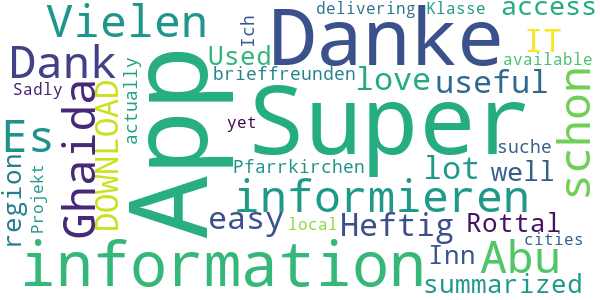 delivering Klasse access
Vielen Danke IT
Ich
Dank Used love useful available
Sadly brieffreunden
App Super
Ghaida DOWNLOAD actually schon
Es yet suche
region Projekt Pfarrkirchen lot well
informieren
easy Heftig Rottal
local cities
information Inn Abu
summarized